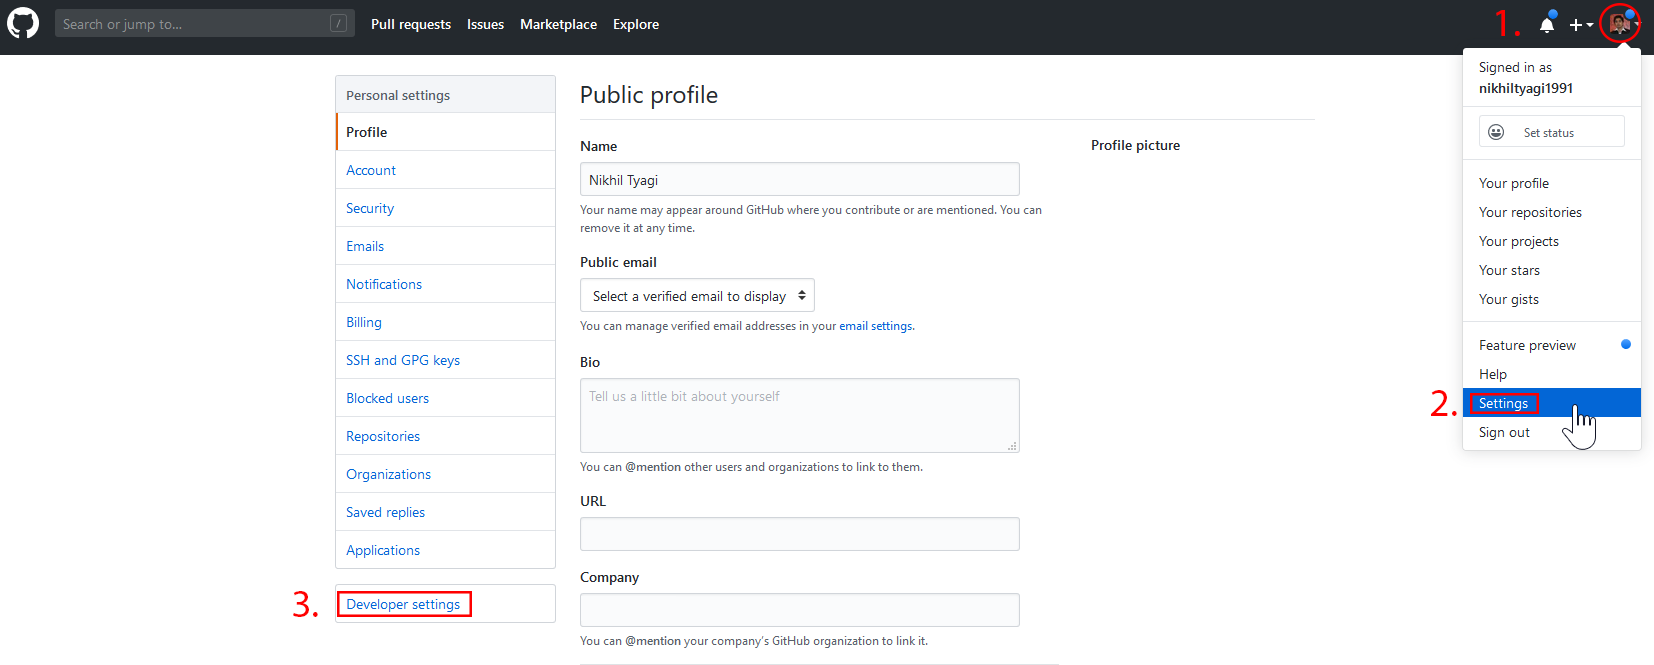 Search or jump to...
/
Pull requests
Issues
Marketplace
Explore
1.
Signed in as
nikhiltyagi1991
Set status
Your profile
Your repositories
Your projects
Your stars
Your gists
Feature preview
Help
2.
Settings
Sign out
Personal settings
Profile
Account
Security
Emails
Notifications
Billing
SSH and GPG keys
Blocked users
Repositories
Organizations
Saved replies
Applications
3.
Developer settings
Public profile
Name
Nikhil Tyagi
Your name may appear around GitHub where you contribute or are mentioned. You can
remove it at any time.
Public email
Select a verified email to display
You can manage verified email addresses in your email settings.
Bio
Tell us a little bit about yourself
You can @mention other users and organizations to link to them.
URL
Company
You can @mention your company's GitHub organization to link it.
Profile picture